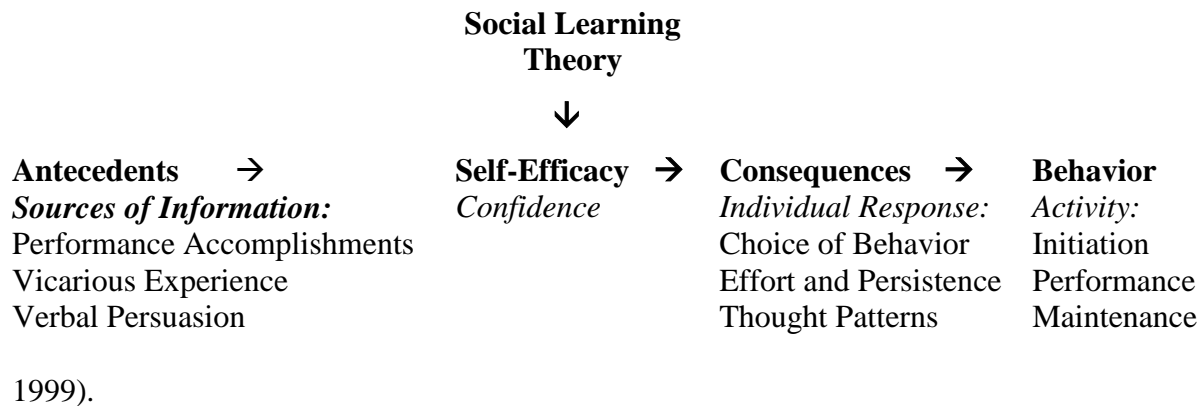 Social Learning
Theory
↓
Antecedents → Self-Efficacy → Consequences → Behavior
Sources of Information: Confidence Individual Response: Activity:
Performance Accomplishments Choice of Behavior Initiation
Vicarious Experience Effort and Persistence Performance
Verbal Persuasion Thought Patterns Maintenance
1999).